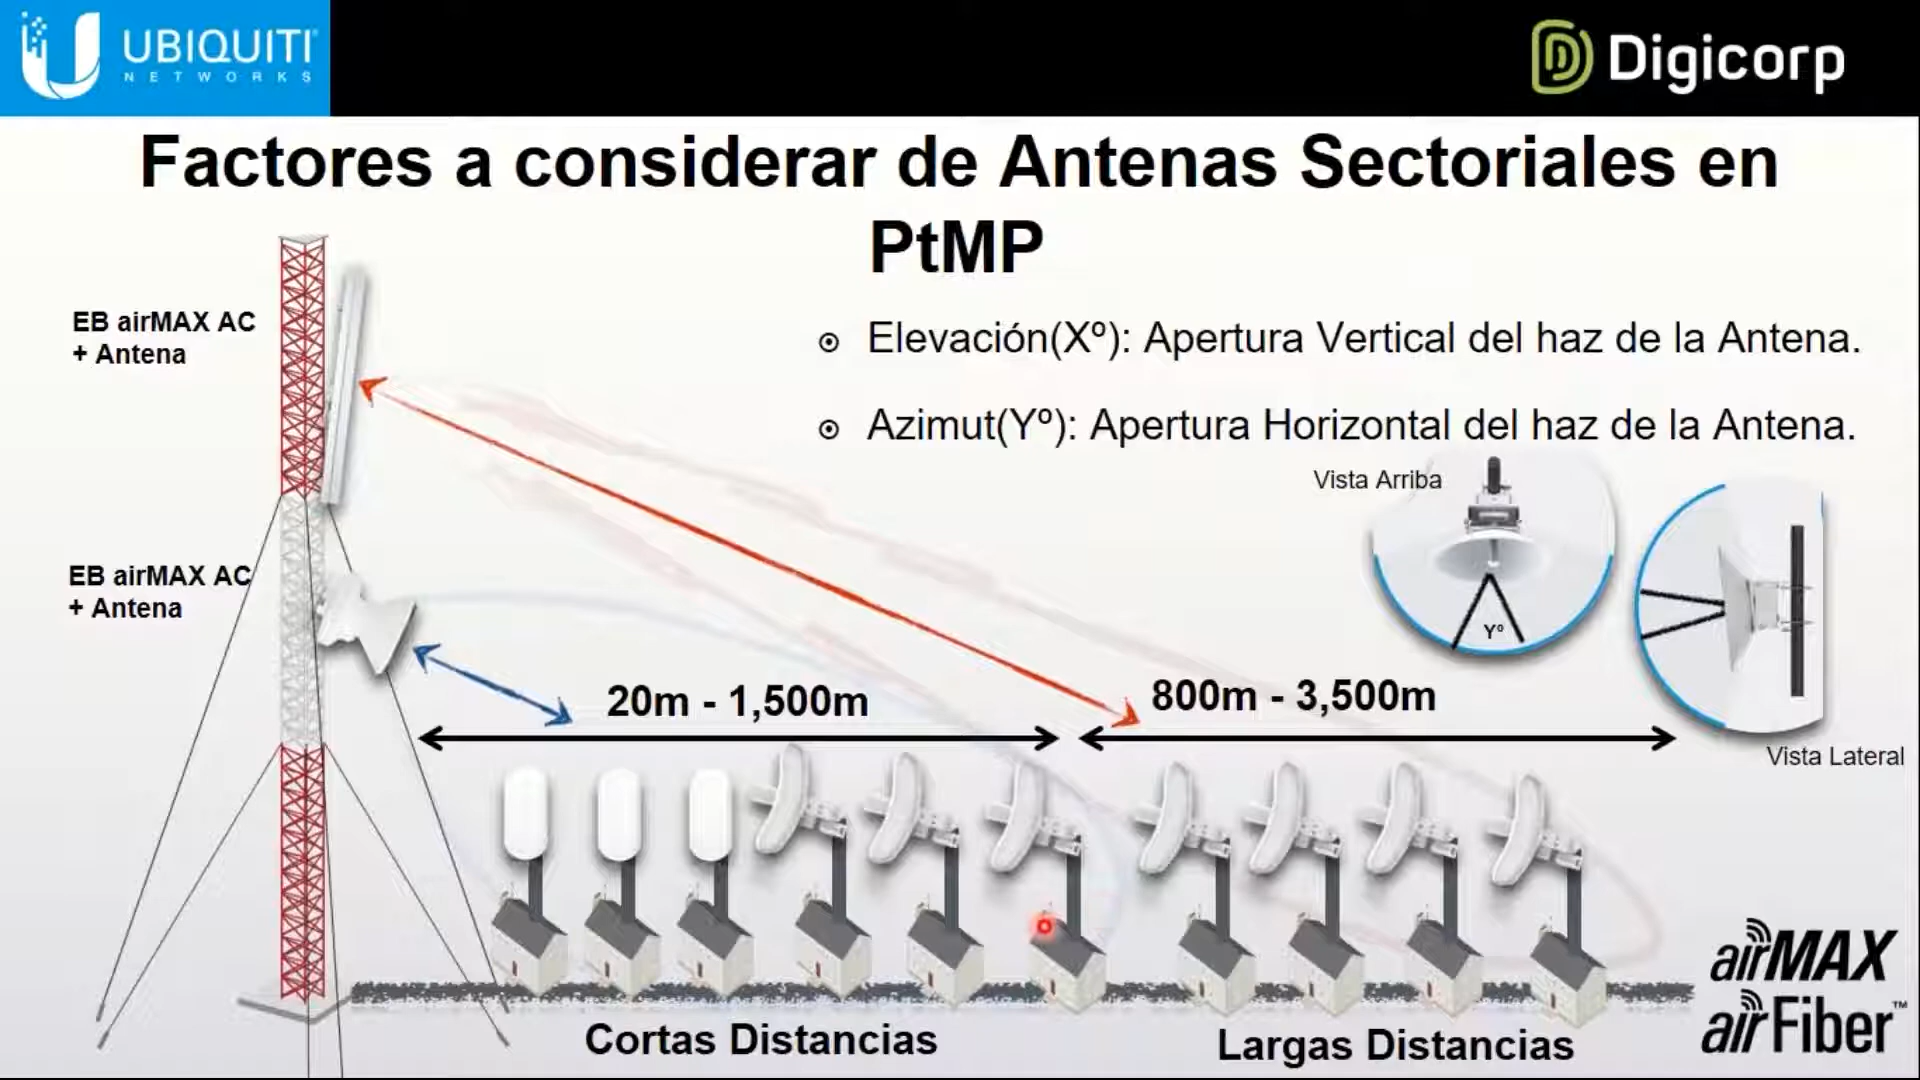 UBIQUITI
NETWORKS
Digicorp
Factores a considerar de Antenas Sectoriales en
PtMP
EB airMAX AC
+ Antena
Elevación(Xº): Apertura Vertical del haz de la Antena.
Azimut(Yº): Apertura Horizontal del haz de la Antena.
Vista Arriba
EB airMAX AC
+ Antena
Yº
20m - 1,500m
800m - 3,500m
Vista Lateral
airMAX
airFiber™
Cortas Distancias
Largas Distancias